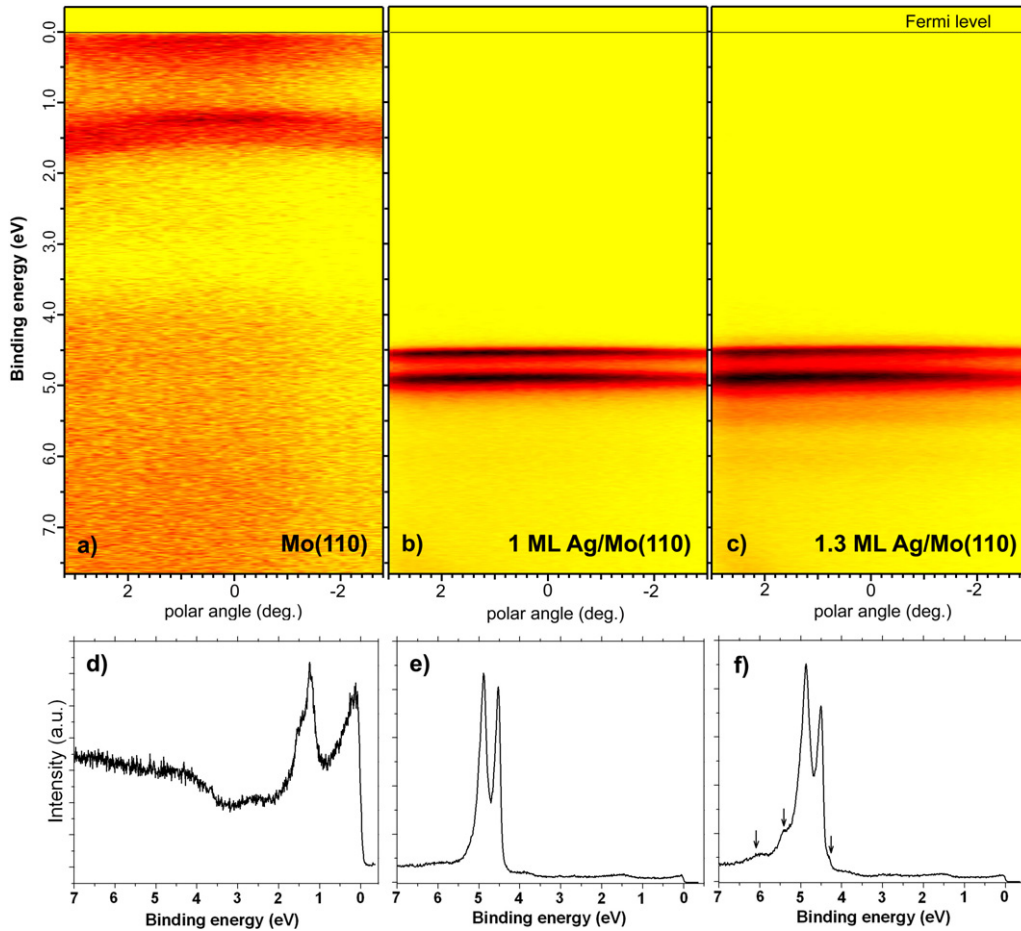 Fermi level
Binding energy (eV)
0.0
1.0
2.0
3.0
4.0
5.0
6.0
7.0
a) Mo(110)
b) 1 ML Ag/Mo(110)
c) 1.3 ML Ag/Mo(110)
2 0 -2
polar angle (deg.)
2 0 -2
polar angle (deg.)
2 0 -2
polar angle (deg.)
d)
Intensity (a.u.)
7 6 5 4 3 2 1 0
Binding energy (eV)
e)
7 6 5 4 3 2 1 0
Binding energy (eV)
f)
7 6 5 4 3 2 1 0
Binding energy (eV)